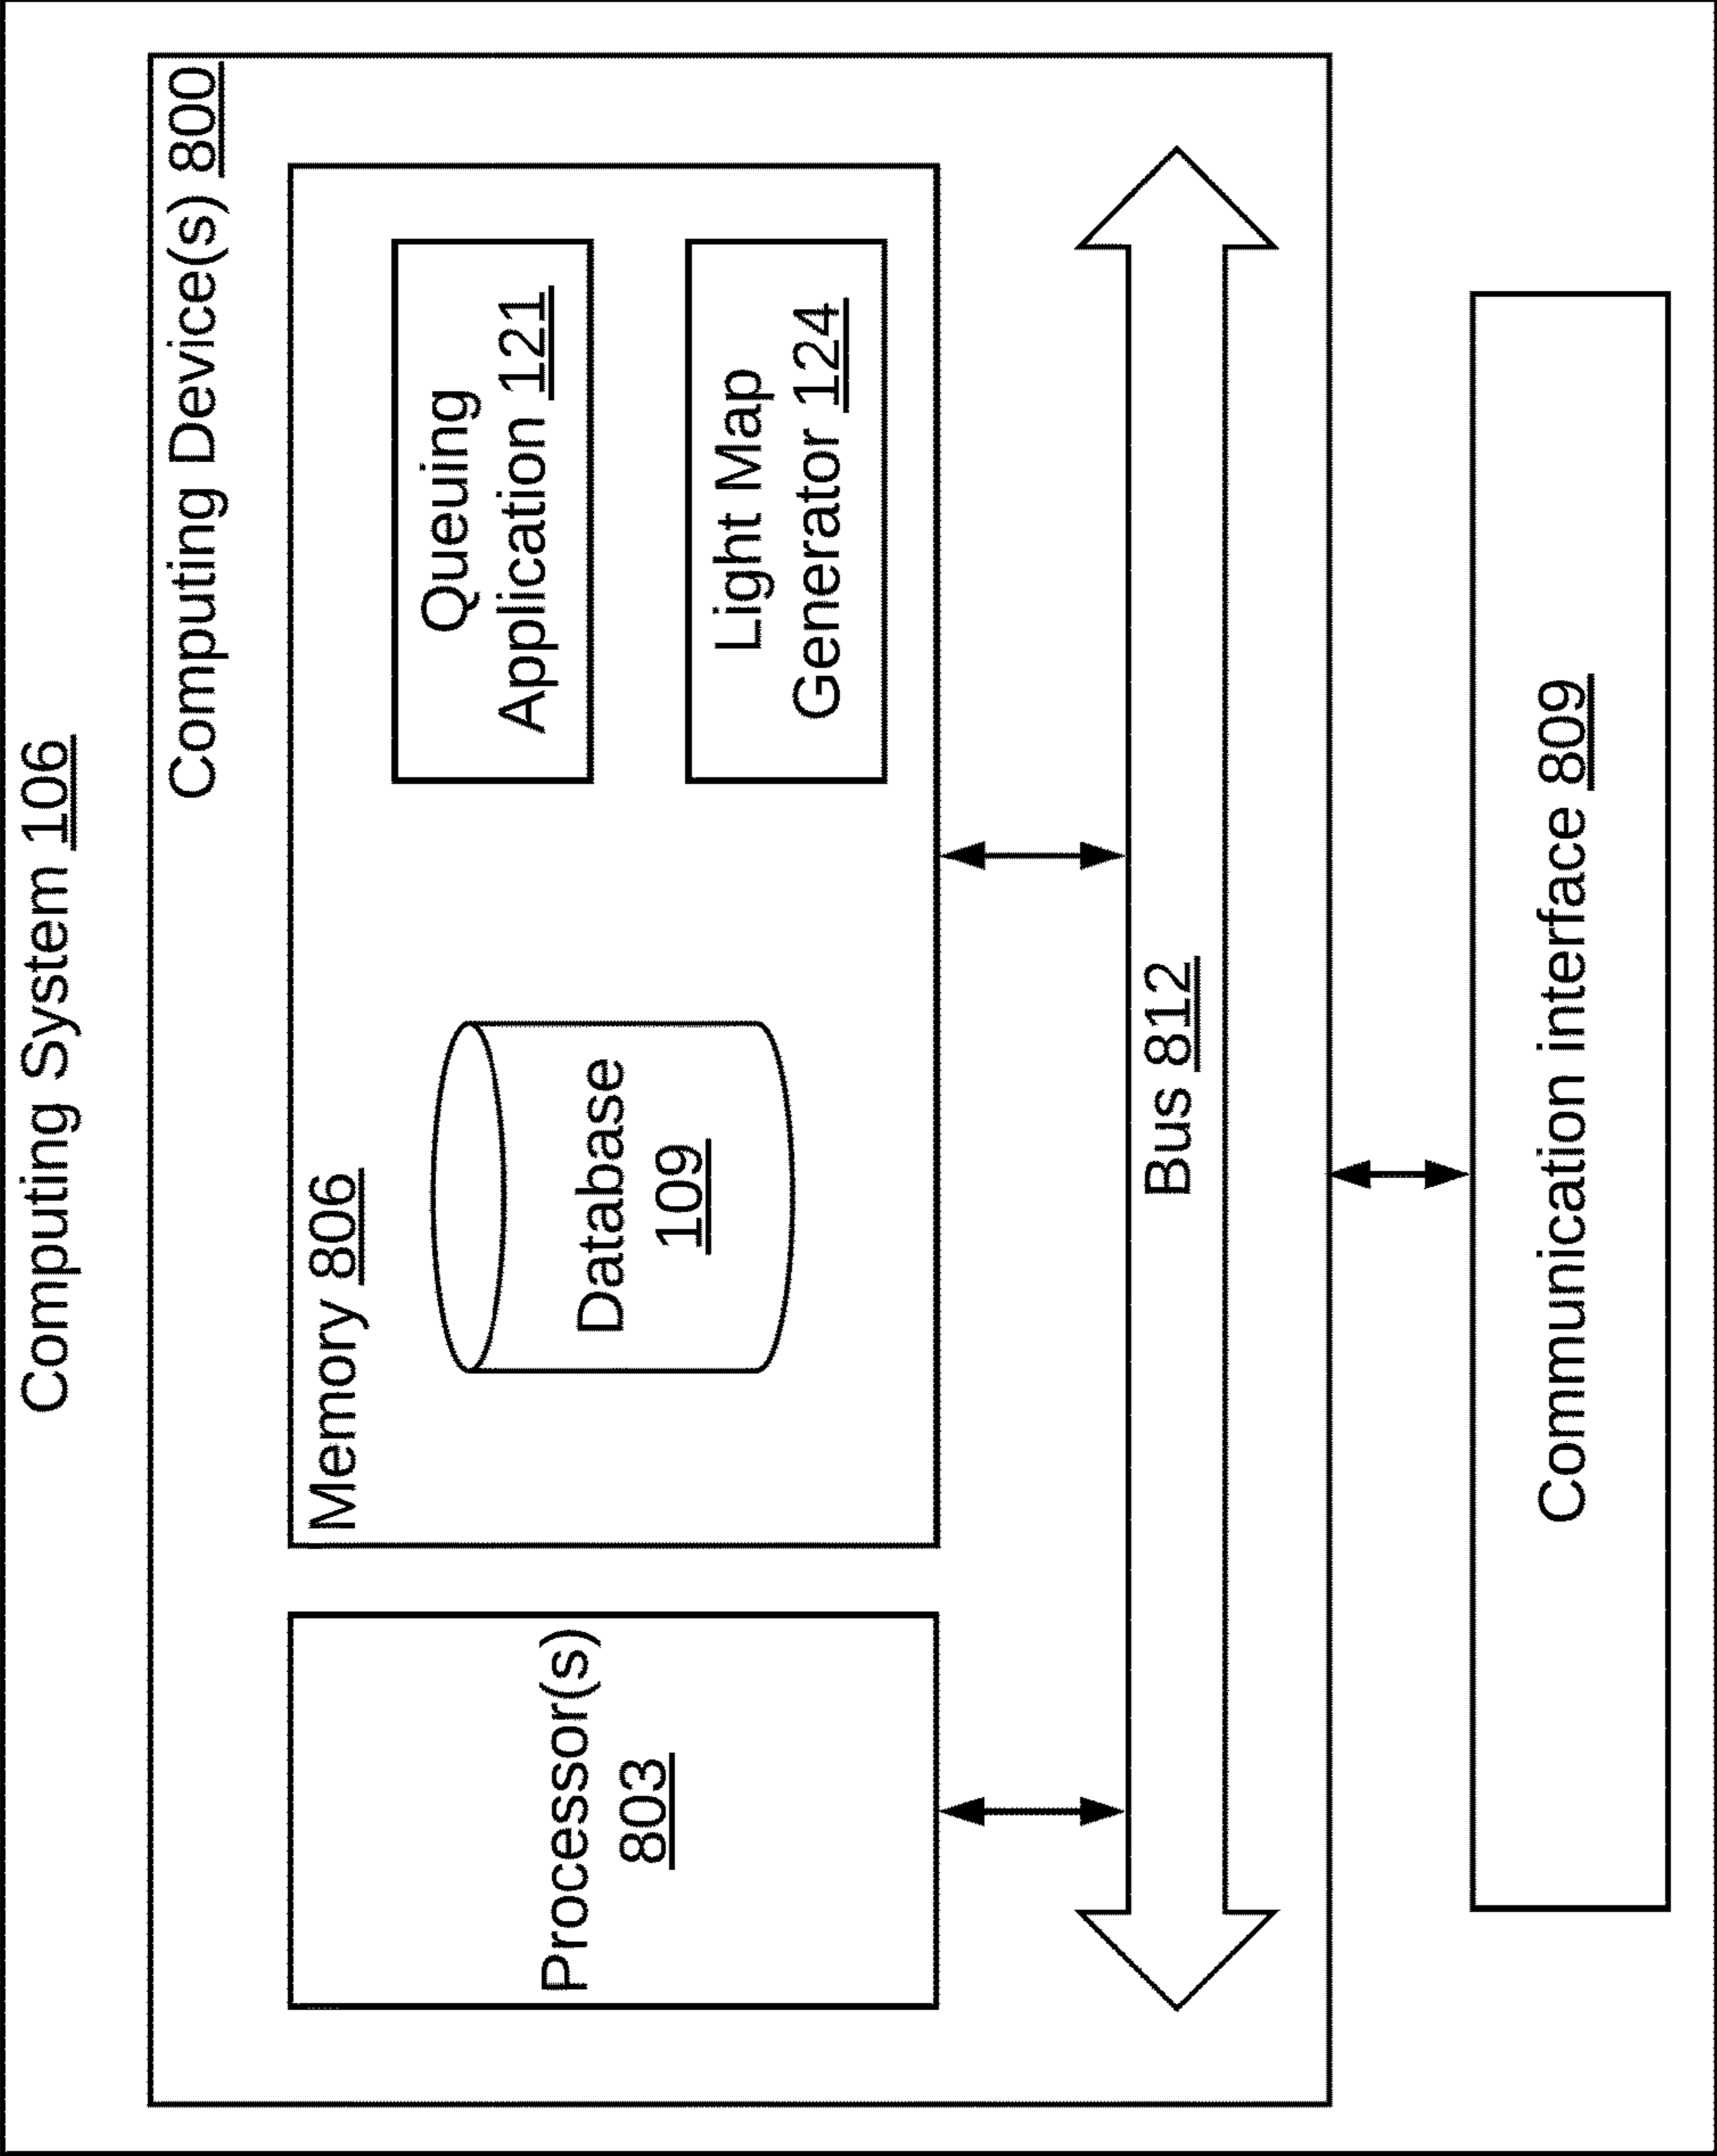 Computing System 106
Computing Device(s) 800
Memory 806
Queuing
Application 121
Database
109
Light Map
Generator 124
Processor(s)
803
Bus 812
Communication interface 809